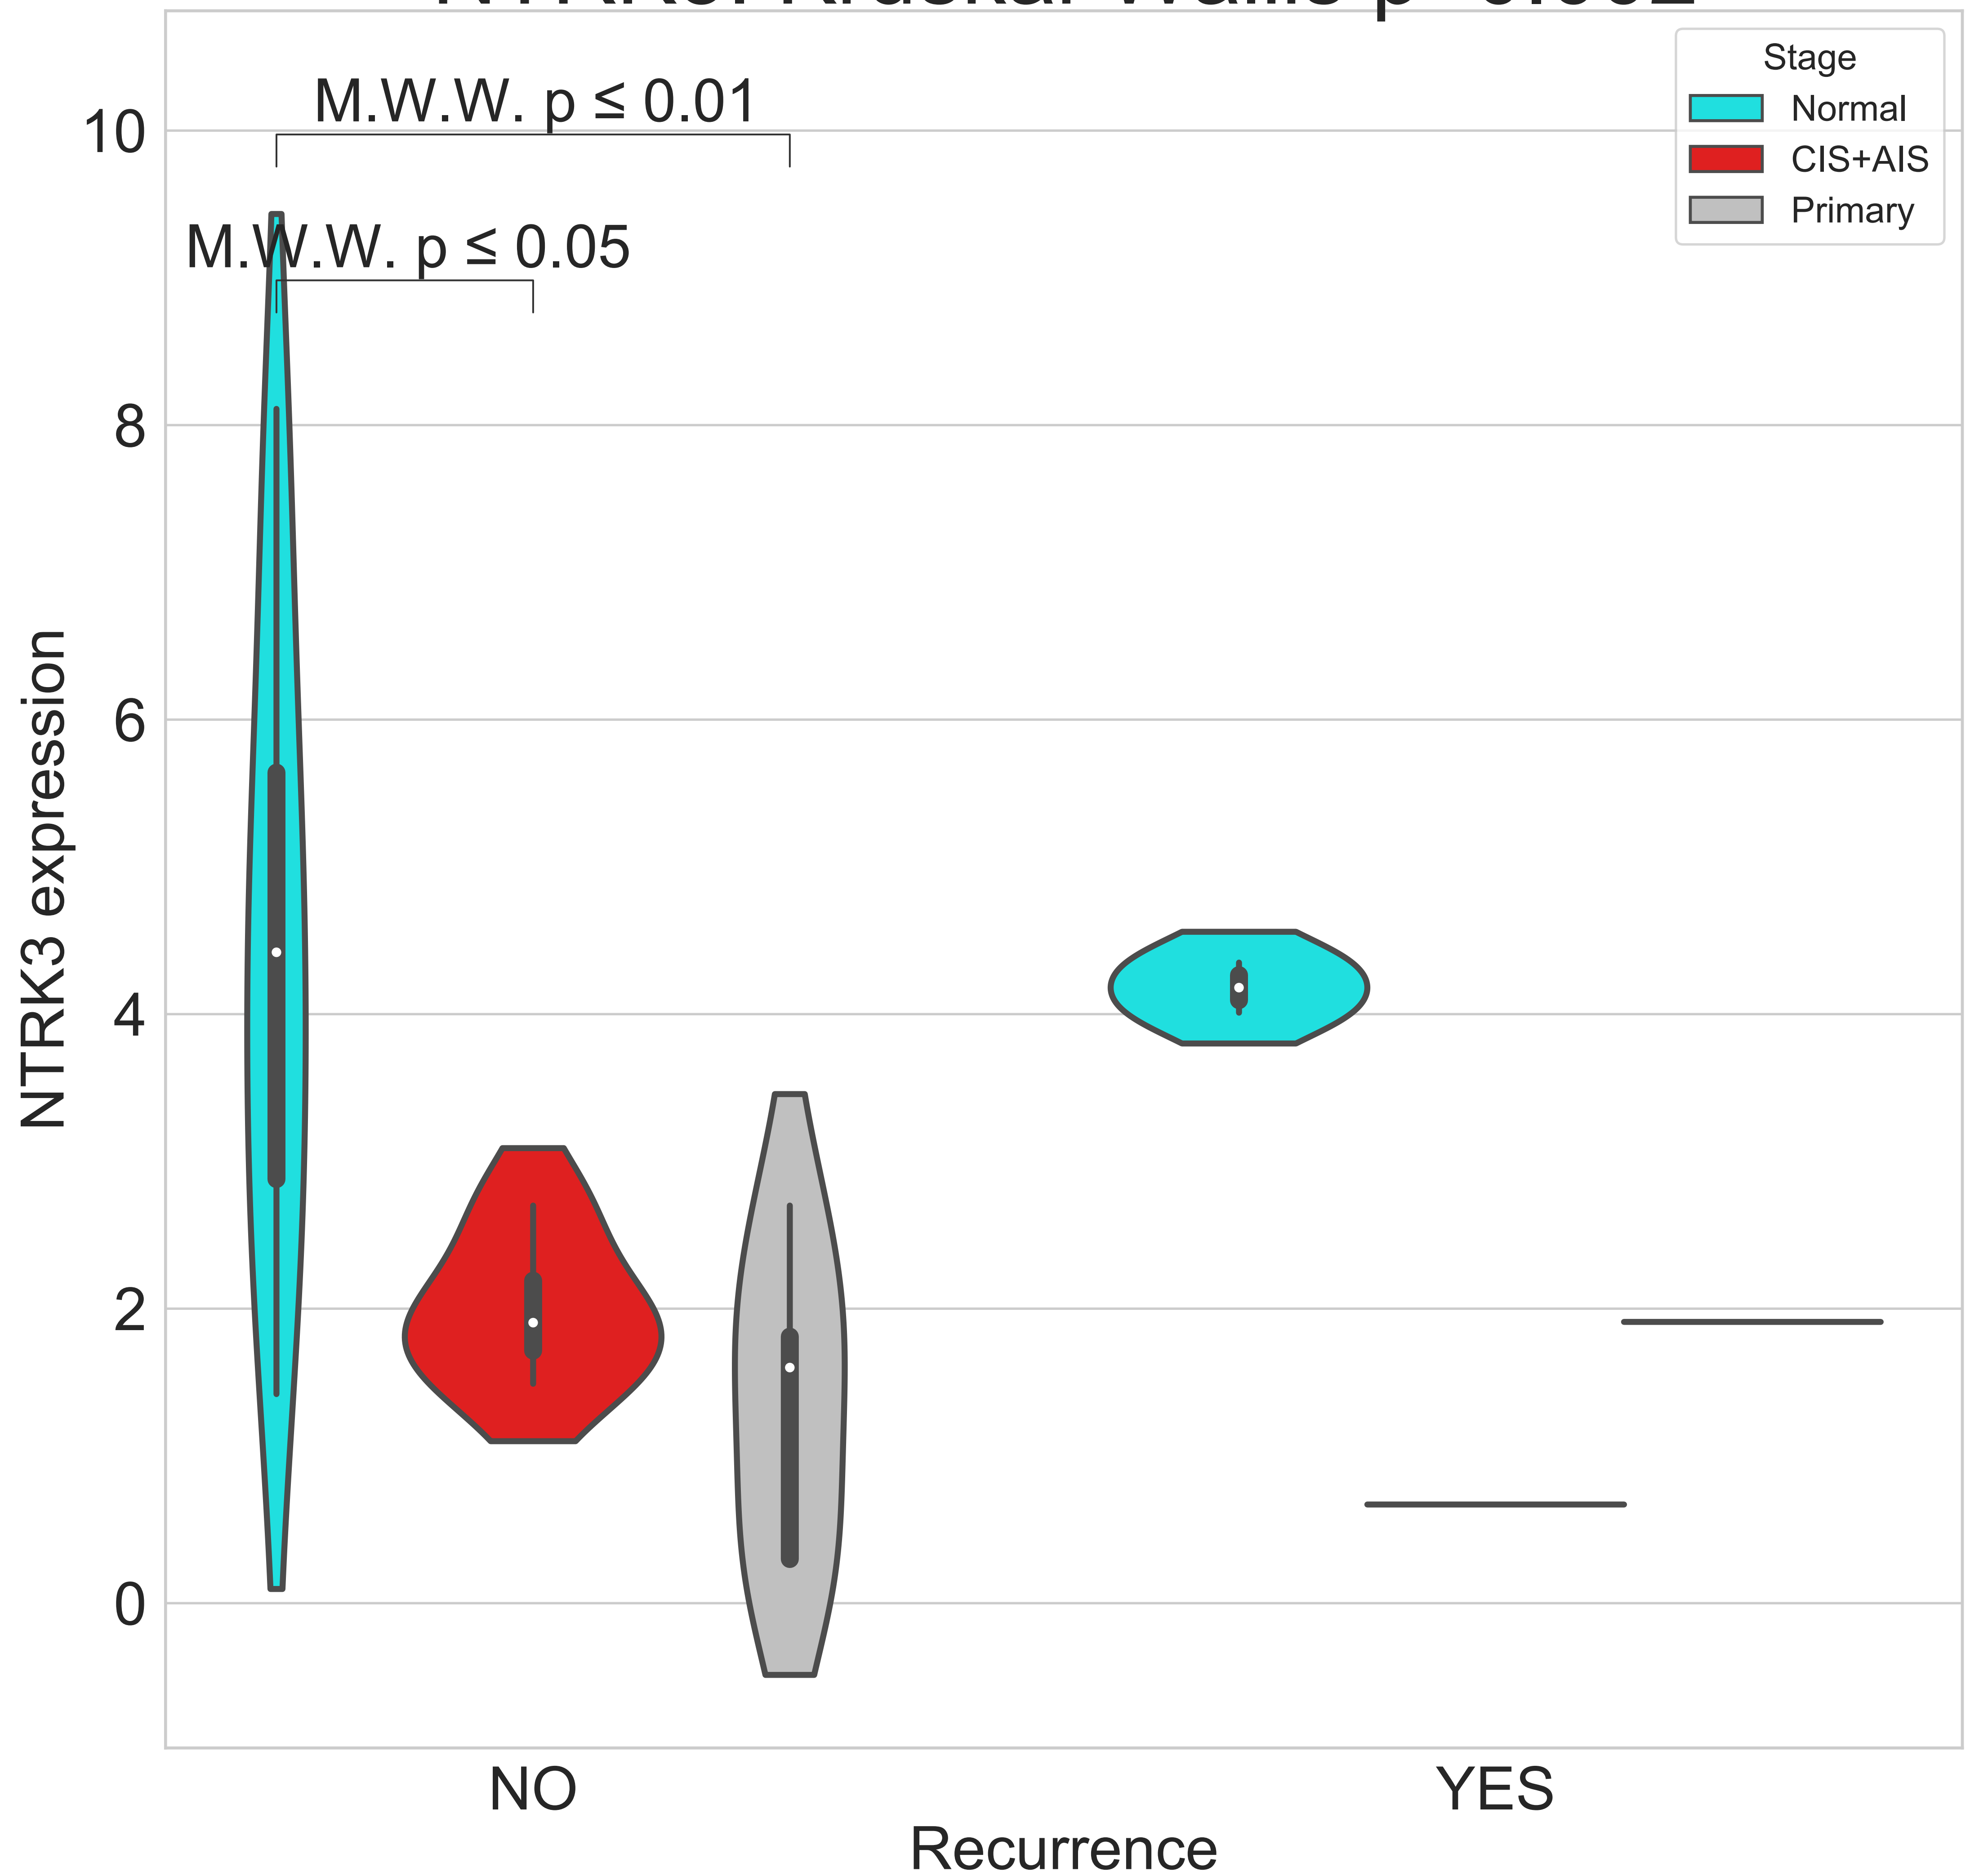 Stage
Normal
CIS+AIS
Primary
M.W.W. p ≤ 0.01
M.W.W. p ≤ 0.05
10
8
6
4
2
0
NTRK3 expression
NO
YES
Recurrence